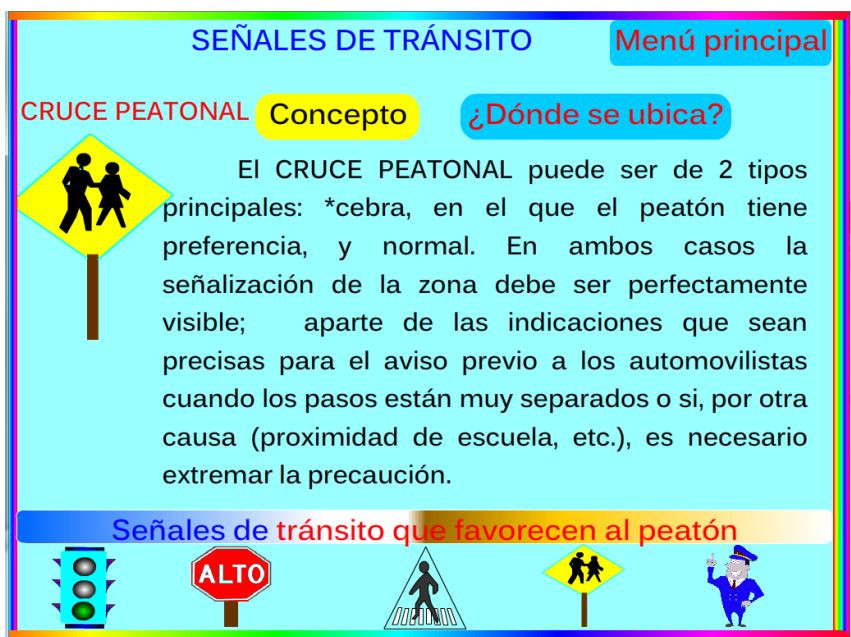 SEÑALES DE TRÁNSITO
Menú principal
CRUCE PEATONAL
Concepto
¿Dónde se ubica?
El CRUCE PEATONAL puede ser de 2 tipos
principales: *cebra, en el que el peatón tiene
preferencia, y normal. En ambos casos la
señalización de la zona debe ser perfectamente
visible; aparte de las indicaciones que sean
precisas para el aviso previo a los automovilistas
cuando los pasos están muy separados o si, por otra
causa (proximidad de escuela, etc.), es necesario
extremar la precaución.
Señales de tránsito que favorecen al peatón
ALTO